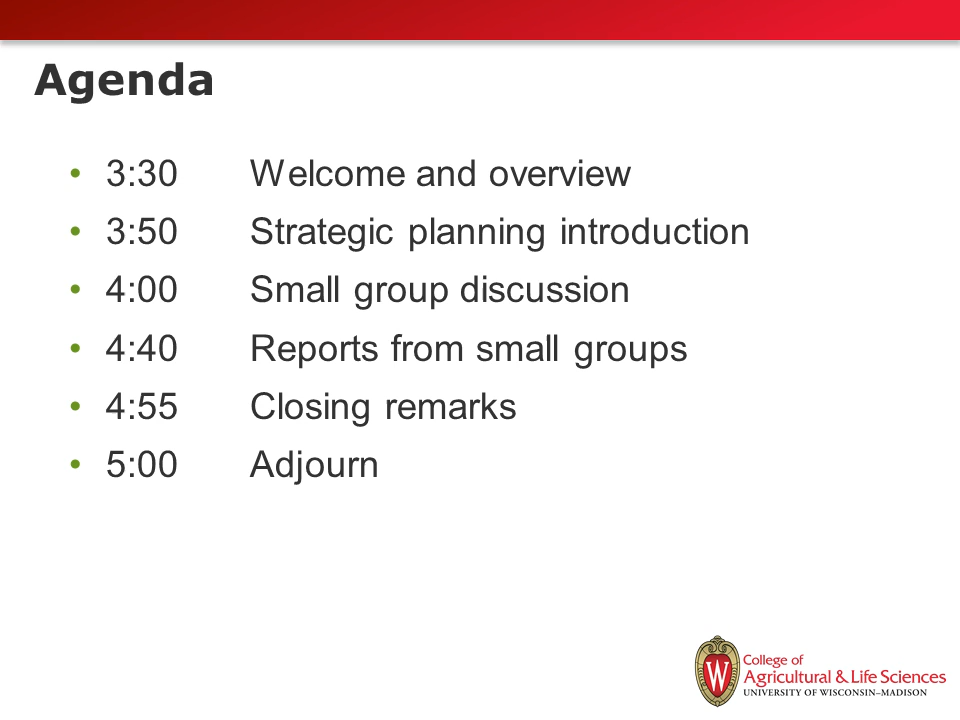 Agenda
• 3:30 Welcome and overview
• 3:50 Strategic planning introduction
• 4:00 Small group discussion
• 4:40 Reports from small groups
• 4:55 Closing remarks
• 5:00 Adjourn
W
College of
Agricultural & Life Sciences
UNIVERSITY OF WISCONSIN–MADISON